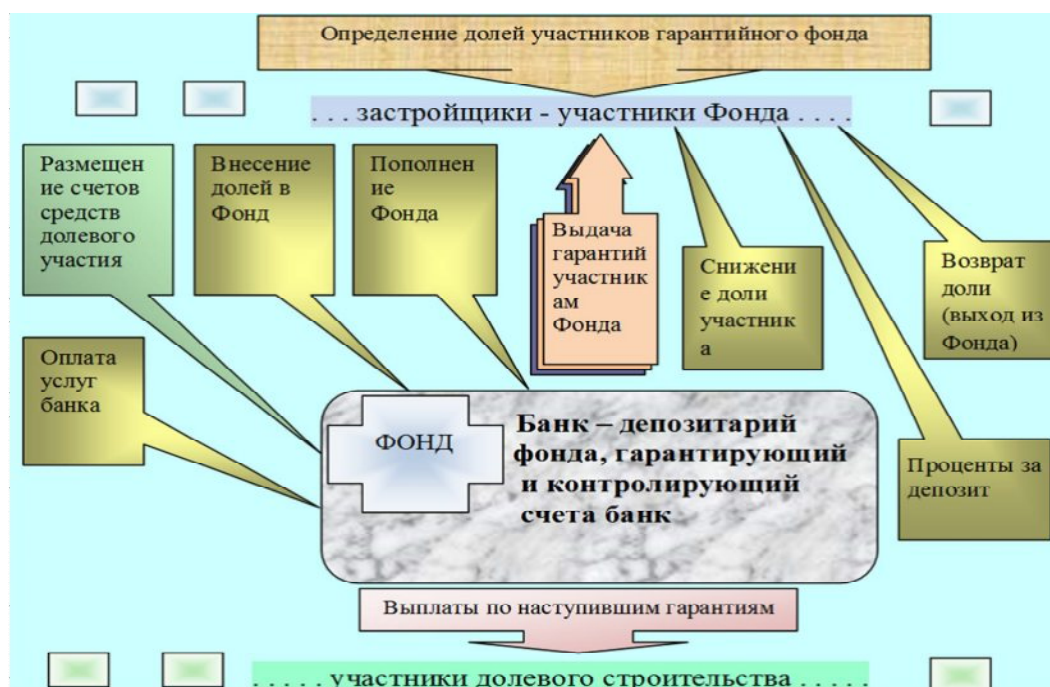 Определение долей участников гарантийного фонда
. . . застройщики - участники Фонда . . . .
Размещен
ие счетов
средств
долевого
участия
Внесение
долей в
Фонд
Пополнен
ие Фонда
Выдача
гарантий
участник
ам
Фонда
Снижени
е доли
участник
а
Возврат
доли
(выход из
Фонда)
Оплата
услуг
банка
ФОНД
Банк – депозитарий
фонда, гарантирующий
и контролирующий
счета банк
Проценты за
депозит
Выплаты по наступившим гарантиям
. . . . . участники долевого строительства . . . . .